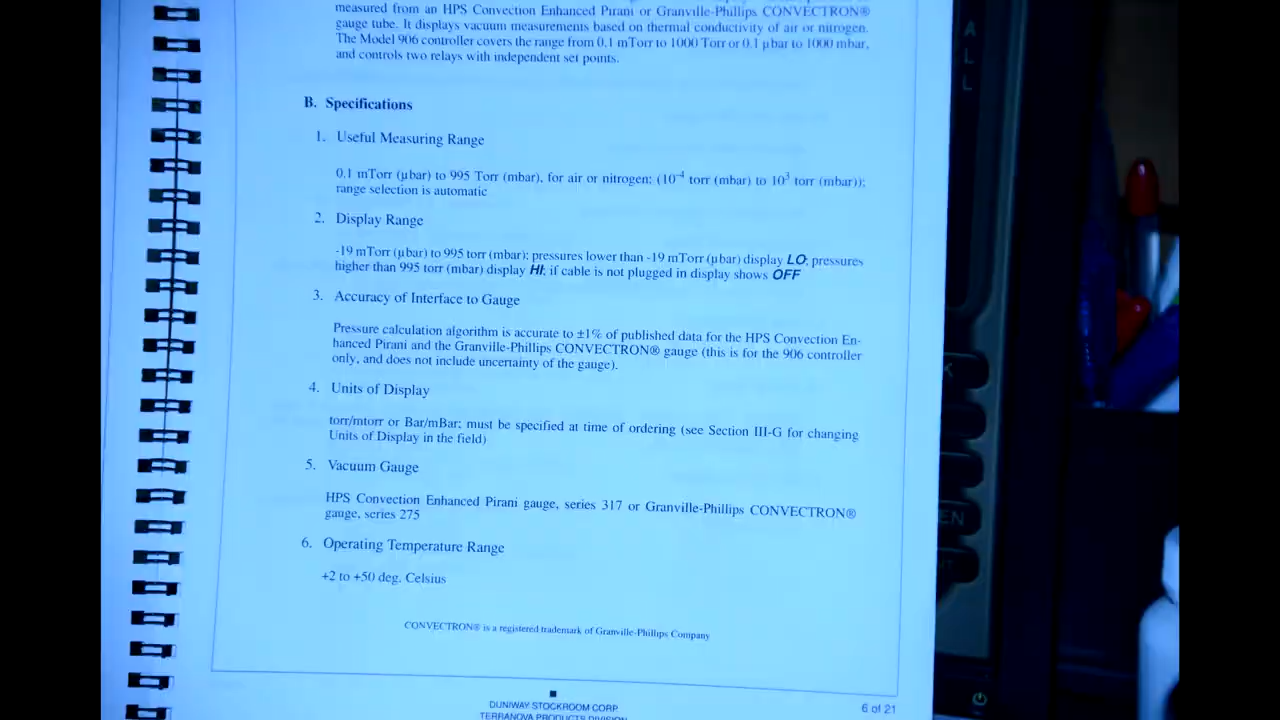 measured from an HPS Convection Enhanced Pirani or Granville-Phillips CONVECTRON®
gauge tube. It displays vacuum measurements based on thermal conductivity of air or nitrogen.
The Model 906 controller covers the range from 0.1 mTorr to 1000 Torr or 0.1 µbar to 1000 mbar,
and controls two relays with independent set points.
B. Specifications
1. Useful Measuring Range
0.1 mTorr (µbar) to 995 Torr (mbar), for air or nitrogen; (10⁻⁴ torr (mbar) to 10³ torr (mbar));
range selection is automatic
2. Display Range
-19 mTorr (µbar) to 995 torr (mbar); pressures lower than -19 mTorr (µbar) display LO; pressures
higher than 995 torr (mbar) display HI; if cable is not plugged in display shows OFF
3. Accuracy of Interface to Gauge
Pressure calculation algorithm is accurate to ±1% of published data for the HPS Convection En-
hanced Pirani and the Granville-Phillips CONVECTRON® gauge (this is for the 906 controller
only, and does not include uncertainty of the gauge).
4. Units of Display
torr/mtorr or Bar/mBar; must be specified at time of ordering (see Section III-G for changing
Units of Display in the field)
5. Vacuum Gauge
HPS Convection Enhanced Pirani gauge, series 317 or Granville-Phillips CONVECTRON®
gauge, series 275
6. Operating Temperature Range
+2 to +50 deg. Celsius
CONVECTRON® is a registered trademark of Granville-Phillips Company
DUNIWAY STOCKROOM CORP.
TERRANOVA PRODUCTS DIVISION
6 of 21
A
L
L
EN